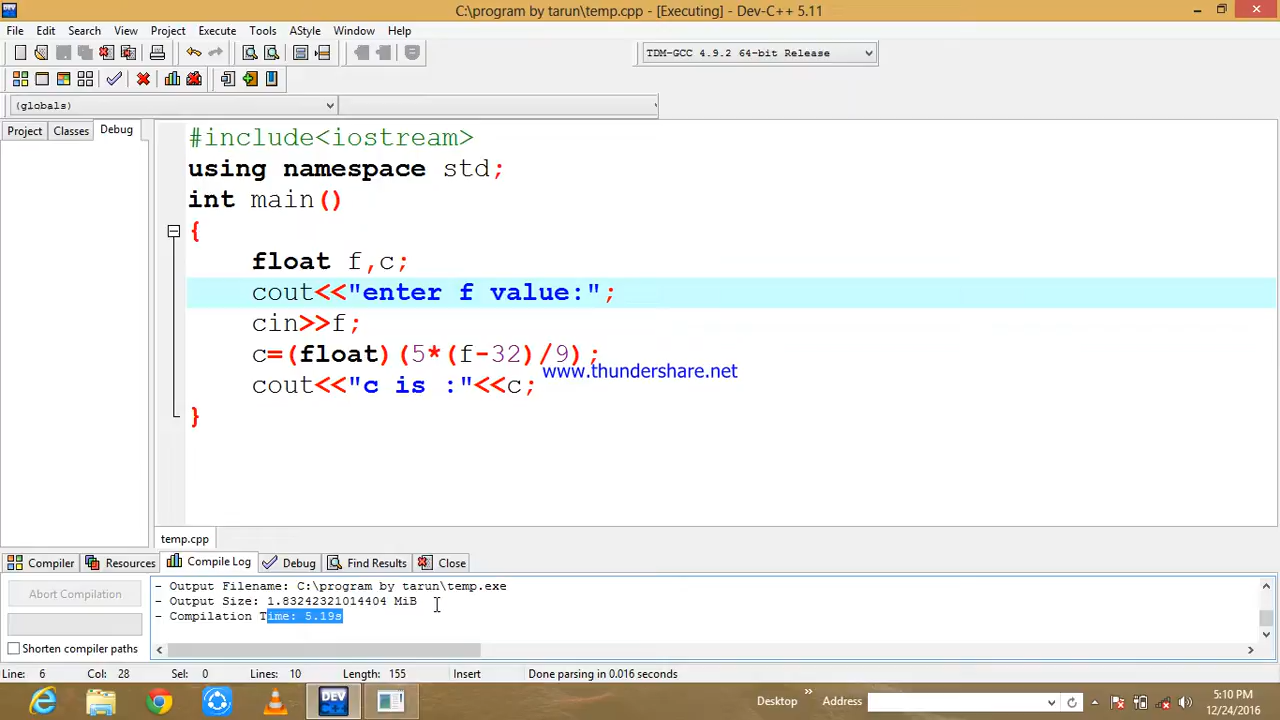 C:\program by tarun\temp.cpp - [Executing] - Dev-C++ 5.11
File Edit Search View Project Execute Tools AStyle Window Help
TDM-GCC 4.9.2 64-bit Release
(globals)
Project Classes Debug
#include<iostream>
using namespace std;
int main()
{
float f,c;
cout<<"enter f value:";
cin>>f;
c=(float)(5*(f-32)/9);
www.thundershare.net
cout<<"c is :"<<c;
}
temp.cpp
Compiler Resources Compile Log Debug Find Results Close
Abort Compilation
- Output Filename: C:\program by tarun\temp.exe
- Output Size: 1.83242321014404 MiB
- Compilation Time: 5.19s
Shorten compiler paths
Line: 6 Col: 28 Sel: 0 Lines: 10 Length: 155 Insert Done parsing in 0.016 seconds
DEV
Desktop » Address
5:10 PM
12/24/2016